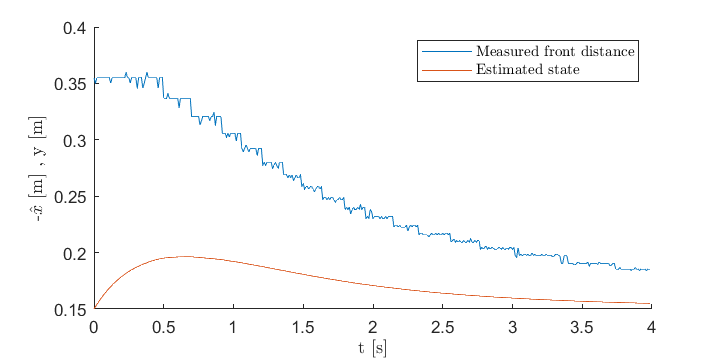 0.4
Measured front distance
Estimated state
0.35
0.3
0.25
0.2
0.15
-x̂ [m] , y [m]
0 0.5 1 1.5 2 2.5 3 3.5 4
t [s]